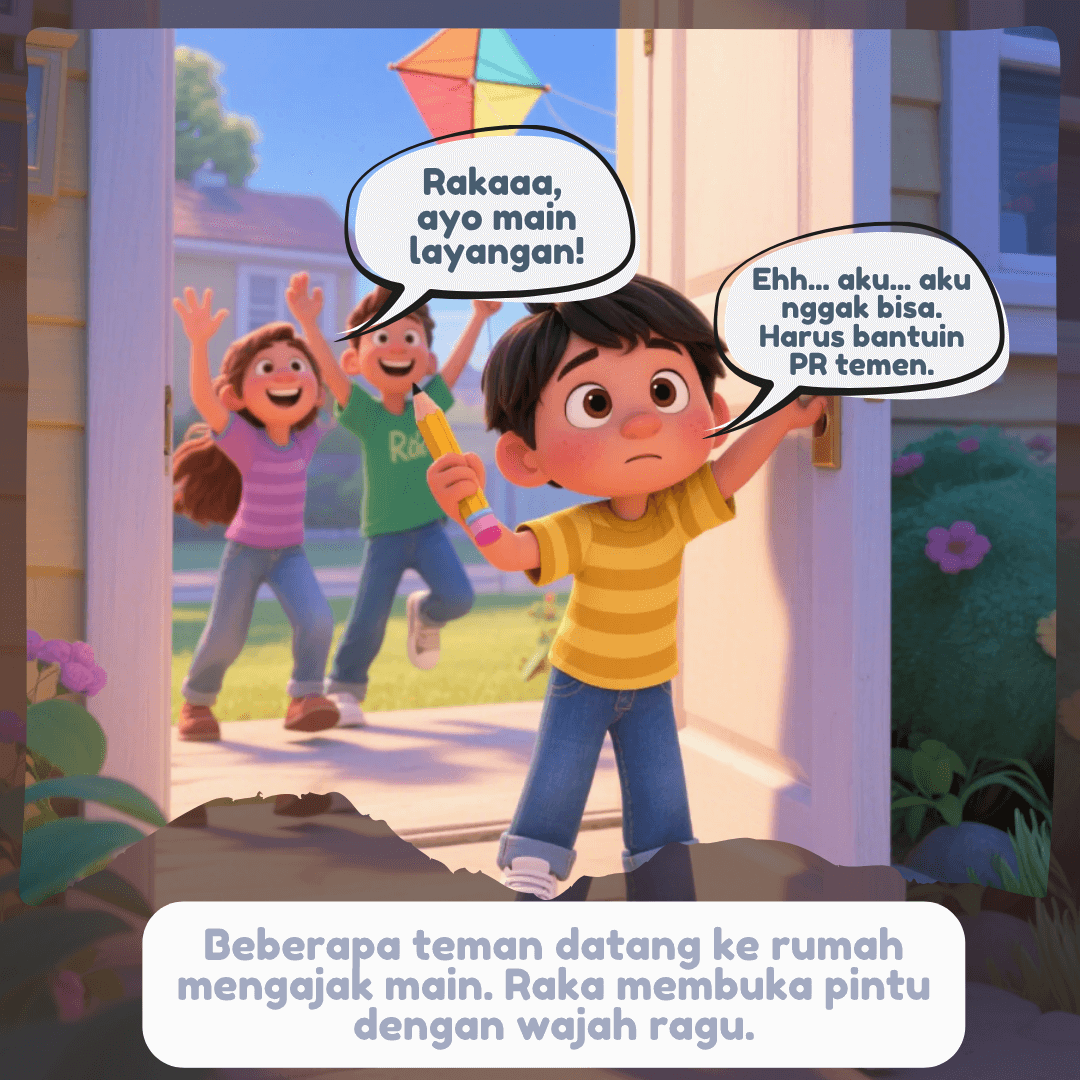 Rakaaa,
ayo main
layangan!
Ehh... aku... aku
nggak bisa.
Harus bantuin
PR temen.
Beberapa teman datang ke rumah
mengajak main. Raka membuka pintu
dengan wajah ragu.